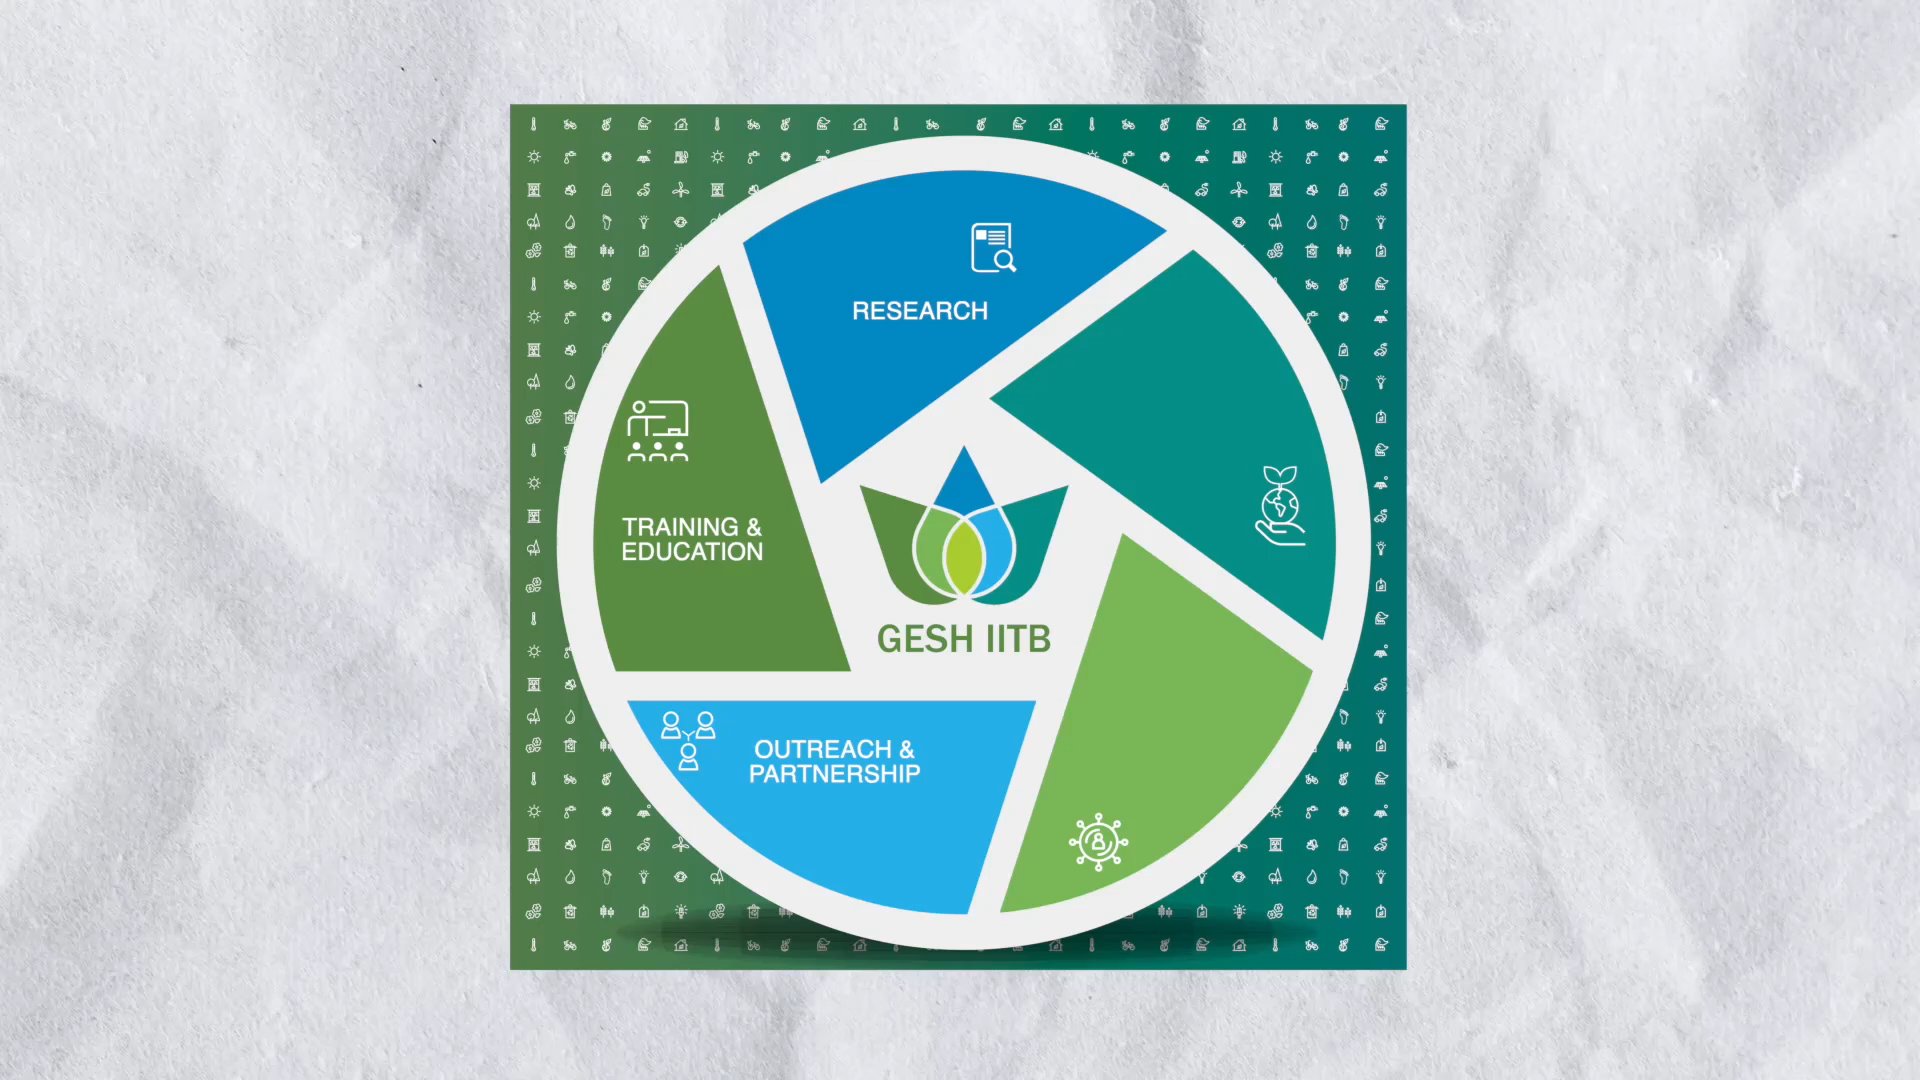 RESEARCH
TRAINING &
EDUCATION
GESH IITB
OUTREACH &
PARTNERSHIP